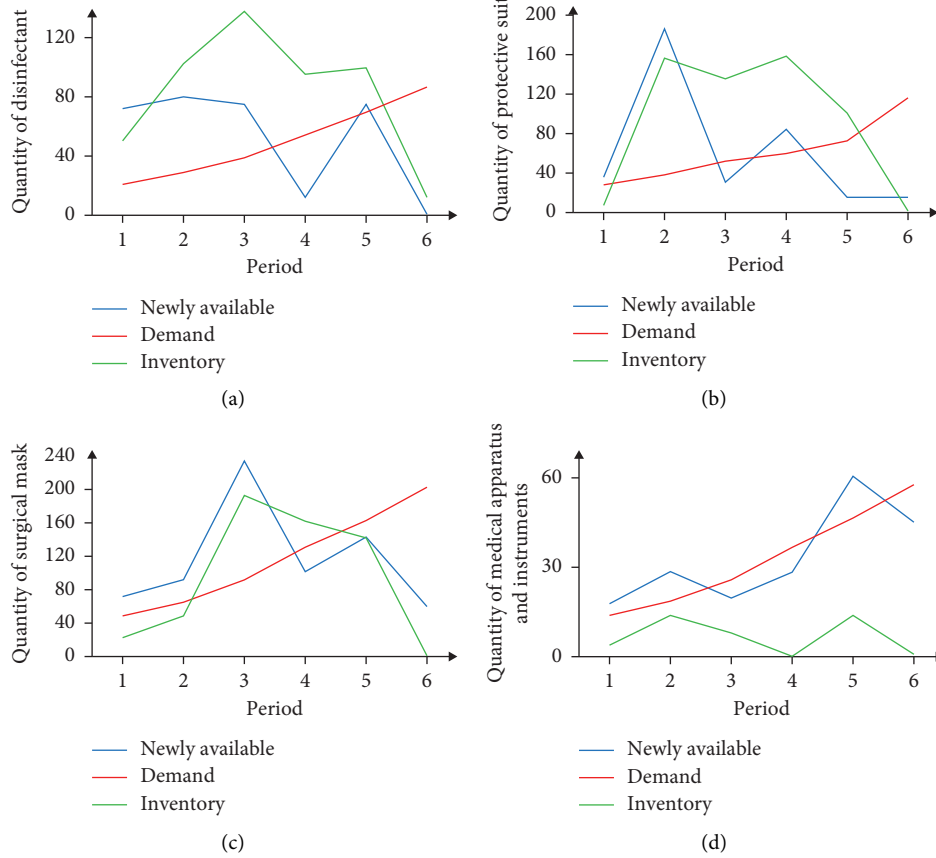 Quantity of disinfectant
120
80
40
0
1 2 3 4 5 6
Period
Newly available
Demand
Inventory
(a)
Quantity of protective suit
200
160
120
80
40
0
1 2 3 4 5 6
Period
Newly available
Demand
Inventory
(b)
Quantity of surgical mask
240
200
160
120
80
40
0
1 2 3 4 5 6
Period
Newly available
Demand
Inventory
(c)
Quantity of medical apparatus
and instruments
60
30
0
1 2 3 4 5 6
Period
Newly available
Demand
Inventory
(d)